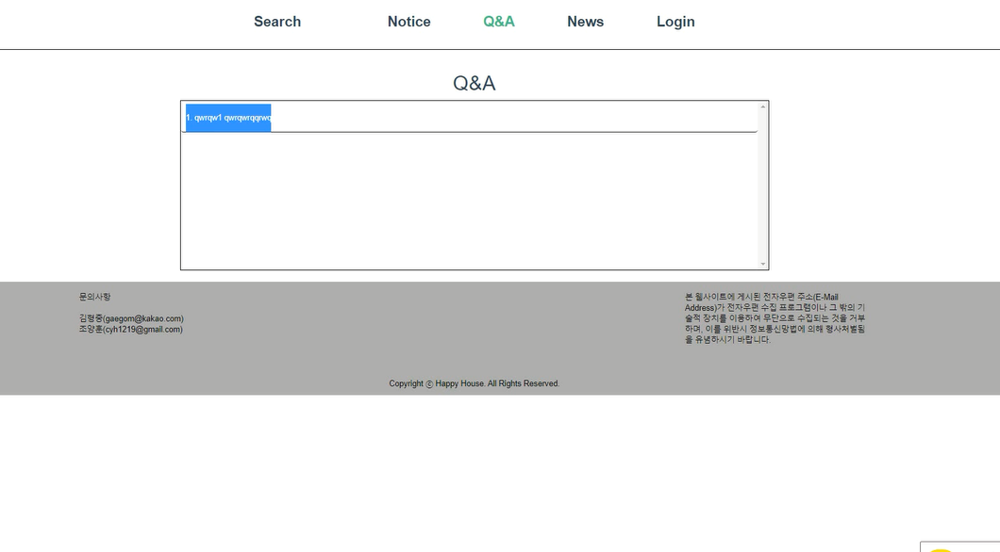 Search Notice Q&A News Login
Q&A
1. qwrqw1 qwrqwrqqrwq
문의사항
김형중(gaegom@kakao.com)
조양훈(cyh1219@gmail.com)
본 웹사이트에 게시된 전자우편 주소(E-Mail
Address)가 전자우편 수집 프로그램이나 그 밖의 기
술적 장치를 이용하여 무단으로 수집되는 것을 거부
하며, 이를 위반시 정보통신망법에 의해 형사처벌됨
을 유념하시기 바랍니다.
Copyright ⓒ Happy House. All Rights Reserved.